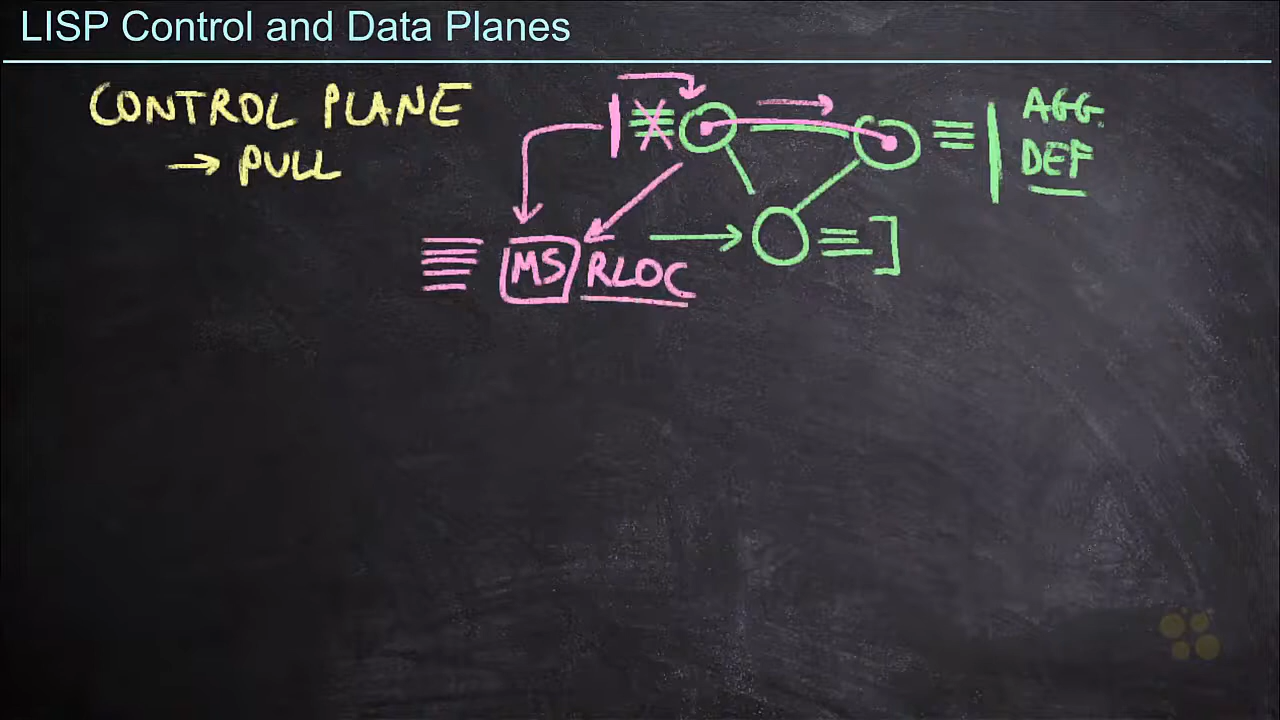 LISP Control and Data Planes
CONTROL PLANE
→ PULL
AGG.
DEF
MS RLOC